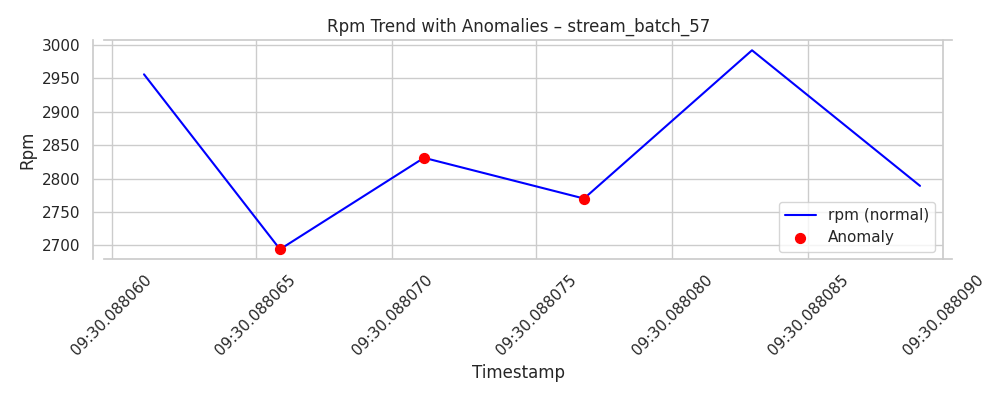 Rpm Trend with Anomalies – stream_batch_57
3000
2950
2900
2850
2800
2750
2700
Rpm
rpm (normal)
Anomaly
09:30.088060
09:30.088065
09:30.088070
09:30.088075
09:30.088080
09:30.088085
09:30.088090
Timestamp